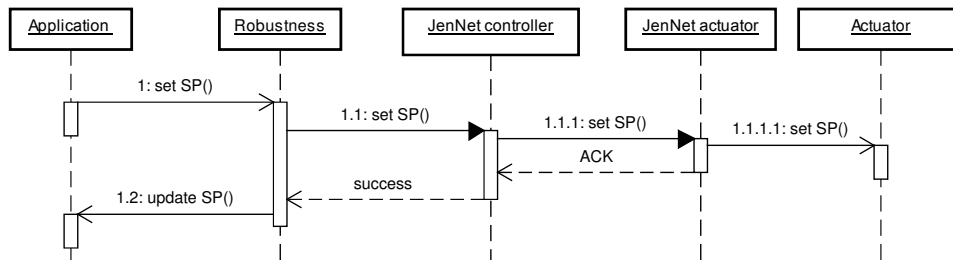 Application
Robustness
JenNet controller
JenNet actuator
Actuator
1: set SP()
1.1: set SP()
1.1.1: set SP()
1.1.1.1: set SP()
ACK
success
1.2: update SP()